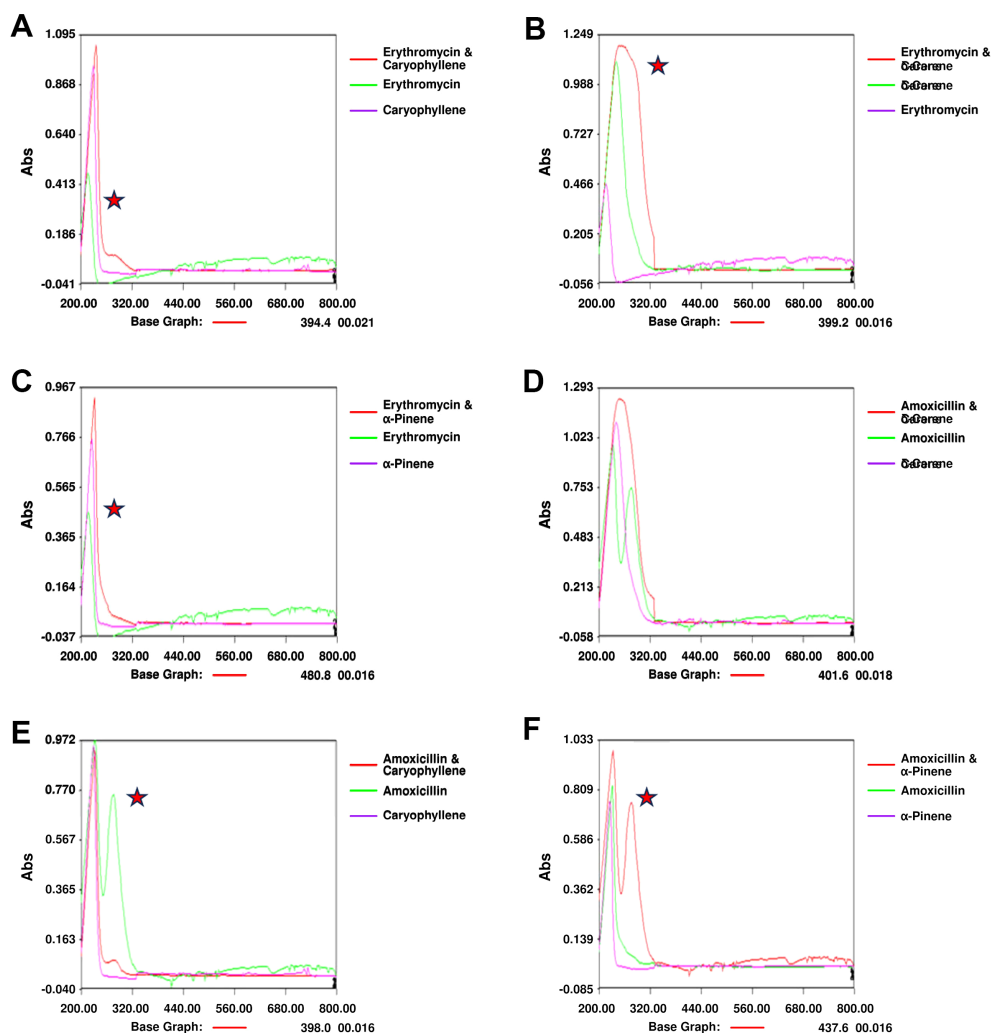 A
1.095
0.868
0.640
0.413
0.186
-0.041
Abs
200.00 320.00 440.00 560.00 680.00 800.00
Base Graph: 394.4 00.021
Erythromycin &
Caryophyllene
Erythromycin
Caryophyllene
B
1.249
0.988
0.727
0.466
0.205
-0.056
Abs
200.00 320.00 440.00 560.00 680.00 800.00
Base Graph: 399.2 00.016
Erythromycin &
Erythromycin
C
0.967
0.766
0.565
0.365
0.164
-0.037
Abs
200.00 320.00 440.00 560.00 680.00 800.00
Base Graph: 480.8 00.016
Erythromycin &
α-Pinene
Erythromycin
α-Pinene
D
1.293
1.023
0.753
0.483
0.213
-0.058
Abs
200.00 320.00 440.00 560.00 680.00 800.00
Base Graph: 401.6 00.018
Amoxicillin &
Amoxicillin
E
0.972
0.770
0.567
0.365
0.163
-0.040
Abs
200.00 320.00 440.00 560.00 680.00 800.00
Base Graph: 398.0 00.016
Amoxicillin &
Caryophyllene
Amoxicillin
Caryophyllene
F
1.033
0.809
0.586
0.362
0.139
-0.085
Abs
200.00 320.00 440.00 560.00 680.00 800.00
Base Graph: 437.6 00.016
Amoxicillin &
α-Pinene
Amoxicillin
α-Pinene